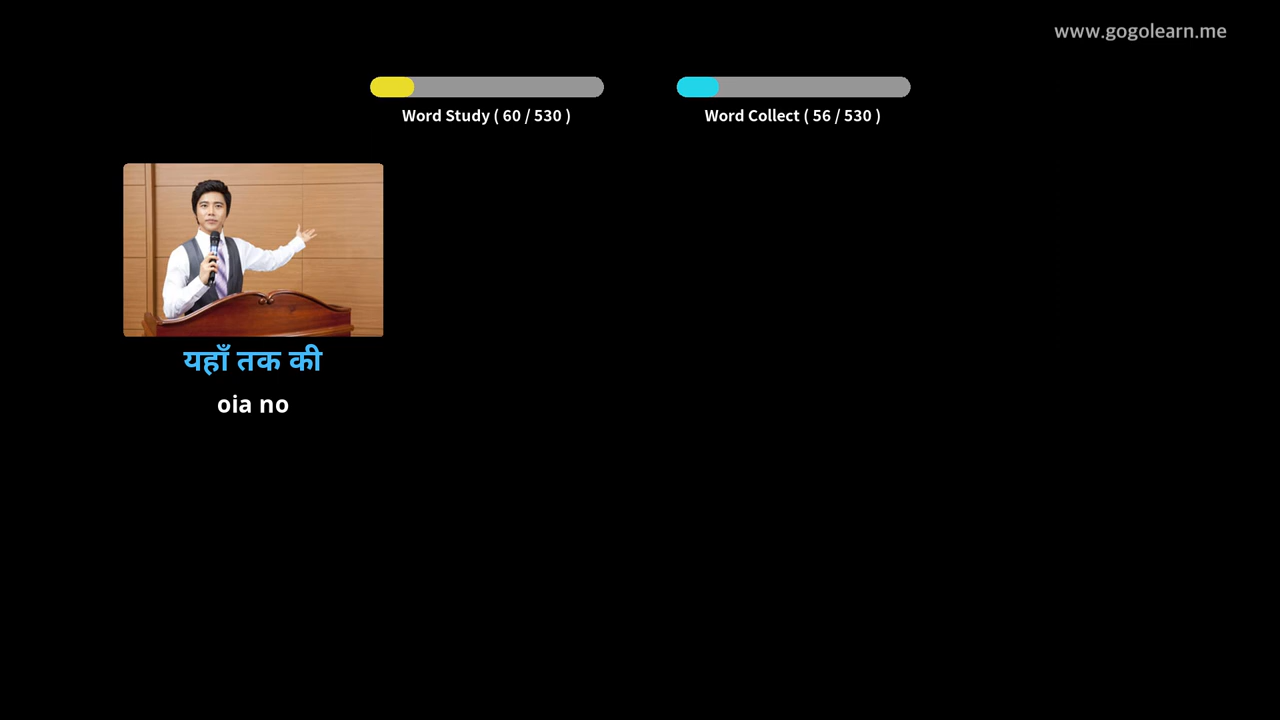 www.gogolearn.me
Word Study ( 60 / 530 )
Word Collect ( 56 / 530 )
यहाँ तक की
oia no